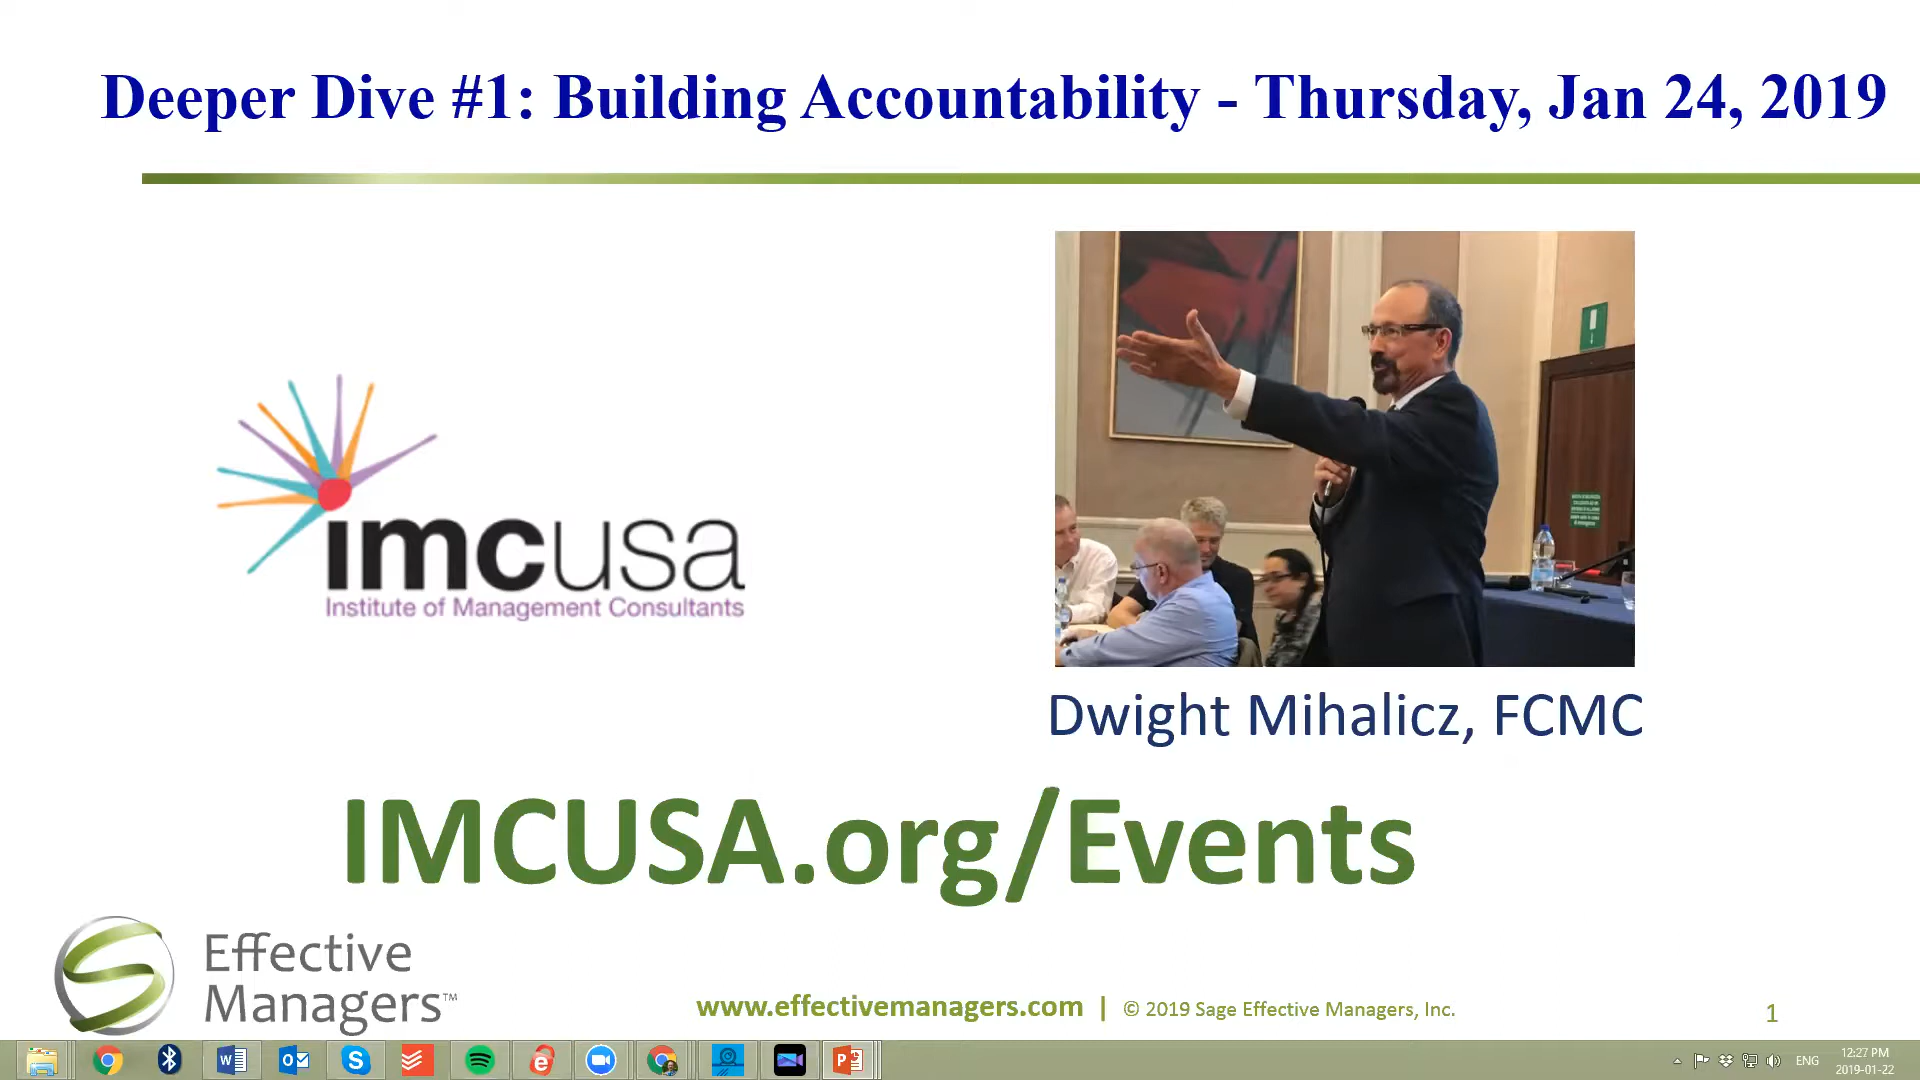 Deeper Dive #1: Building Accountability - Thursday, Jan 24, 2019
imcusa
Institute of Management Consultants
Dwight Mihalicz, FCMC
IMCUSA.org/Events
Effective
Managers™
www.effectivemanagers.com | © 2019 Sage Effective Managers, Inc.
1
ENG
12:27 PM
2019-01-22